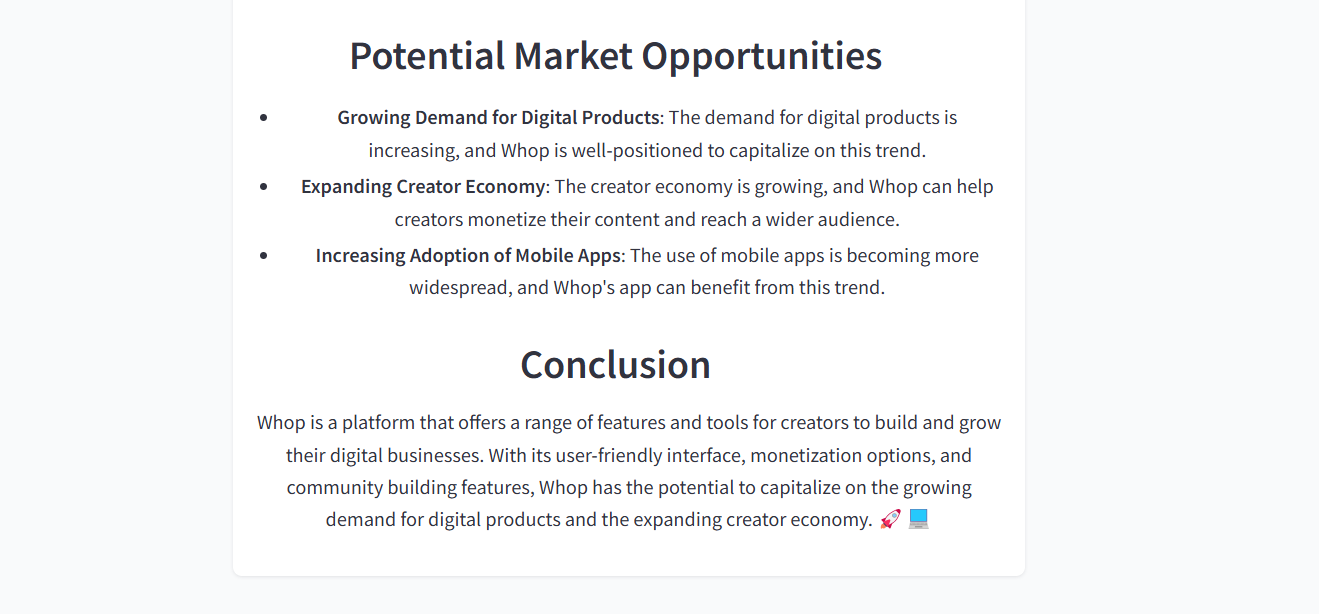 Potential Market Opportunities
• Growing Demand for Digital Products: The demand for digital products is
increasing, and Whop is well-positioned to capitalize on this trend.
• Expanding Creator Economy: The creator economy is growing, and Whop can help
creators monetize their content and reach a wider audience.
• Increasing Adoption of Mobile Apps: The use of mobile apps is becoming more
widespread, and Whop's app can benefit from this trend.
Conclusion
Whop is a platform that offers a range of features and tools for creators to build and grow
their digital businesses. With its user-friendly interface, monetization options, and
community building features, Whop has the potential to capitalize on the growing
demand for digital products and the expanding creator economy. 🚀 💻